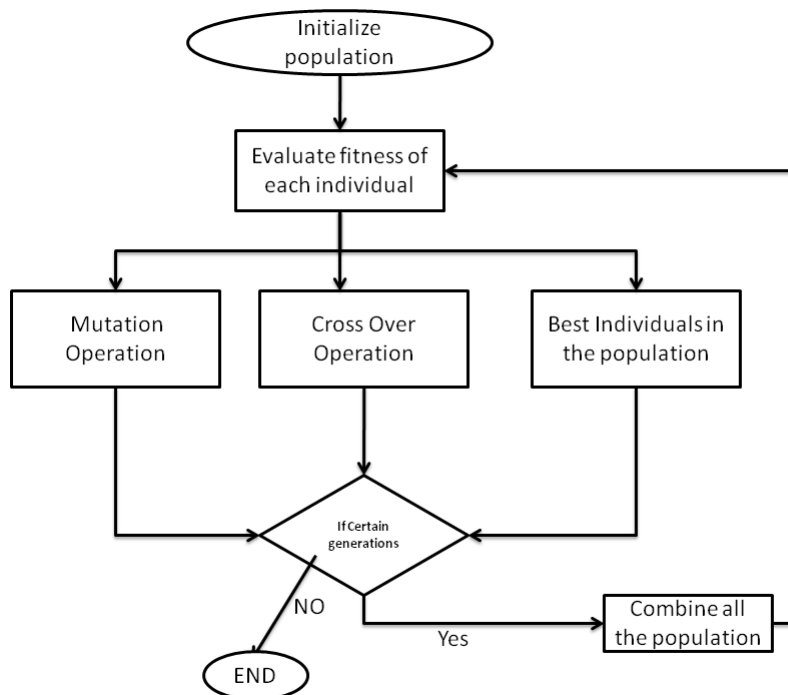 Initialize
population
Evaluate fitness of
each individual
Mutation
Operation
Cross Over
Operation
Best Individuals in
the population
If Certain
generations
NO
Yes
Combine all
the population
END